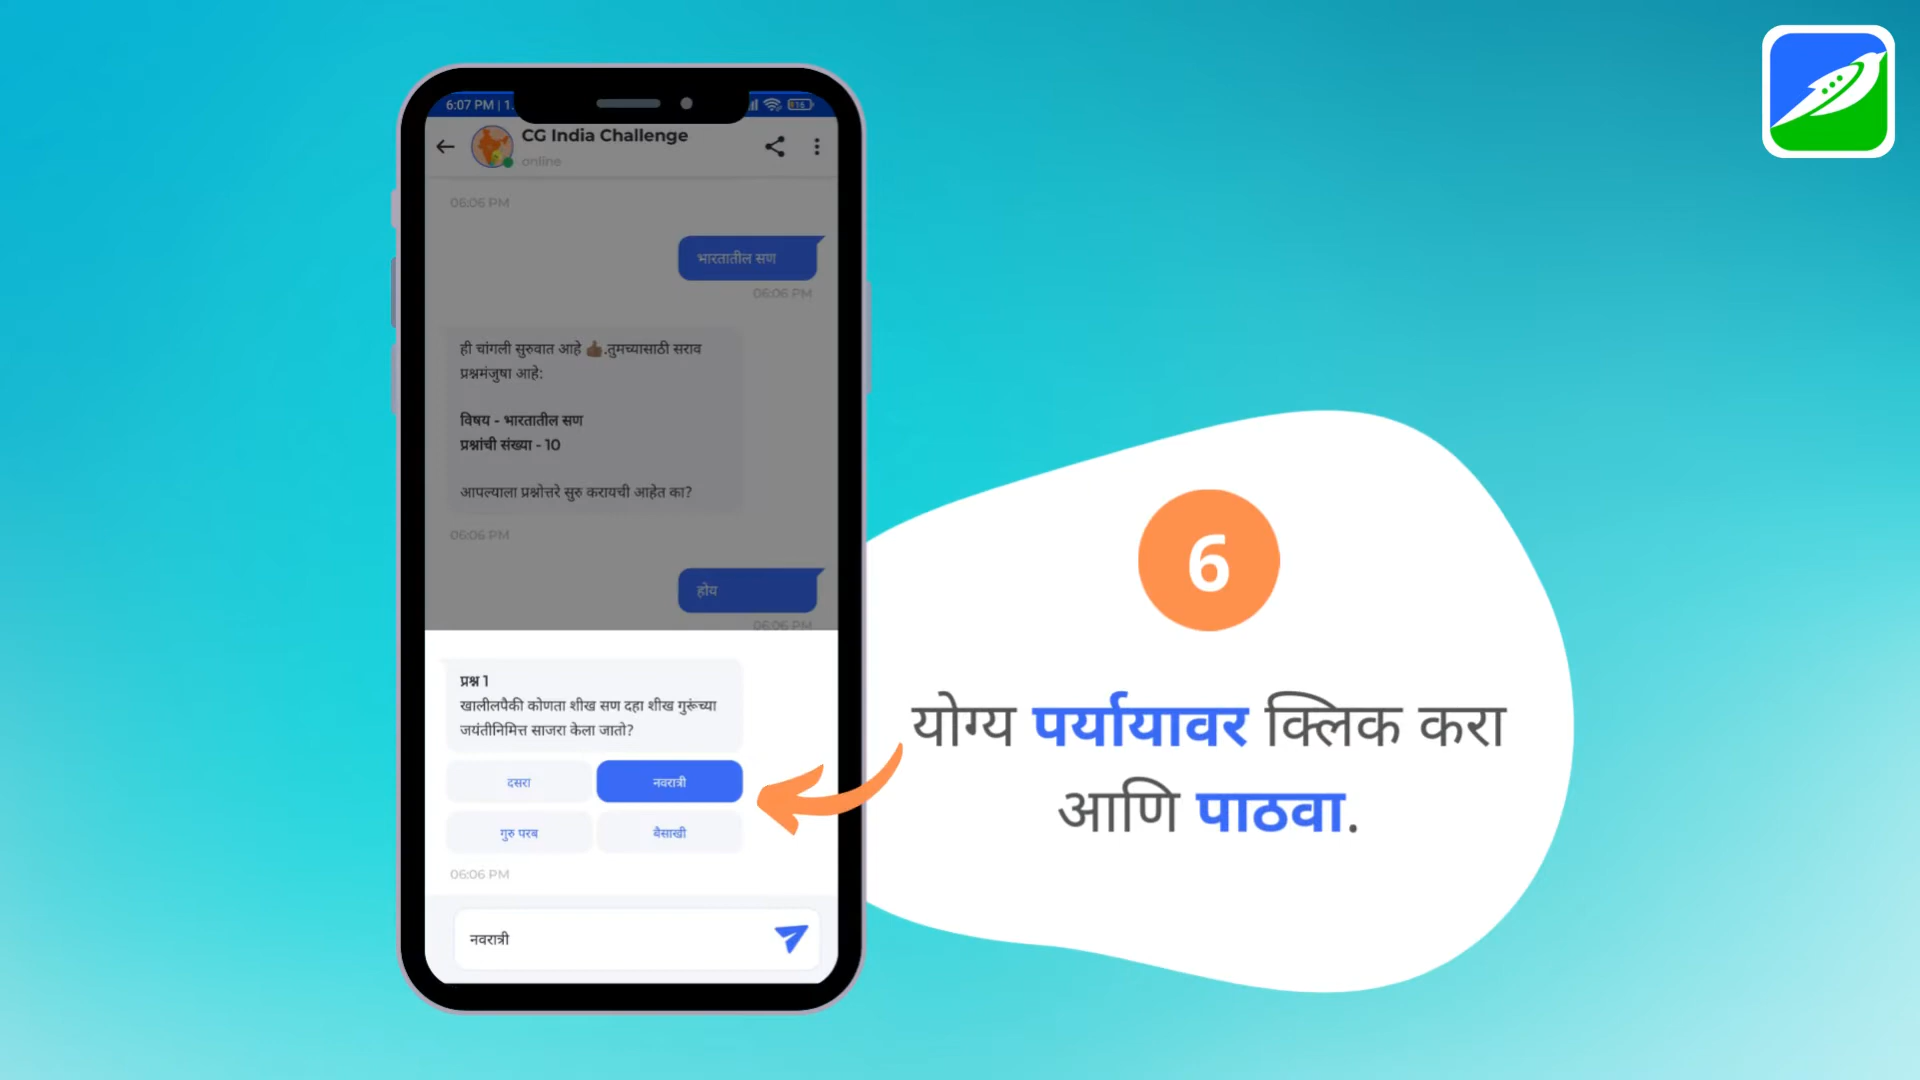 6:07 PM | 1.
16
CG India Challenge
online
06:06 PM
भारतातील सण
06:06 PM
ही चांगली सुरुवात आहे 👍🏽.तुमच्यासाठी सराव
प्रश्नमंजुषा आहे:
विषय - भारतातील सण
प्रश्नांची संख्या - 10
आपल्याला प्रश्नोत्तरे सुरु करायची आहेत का?
06:06 PM
होय
06:06 PM
प्रश्न 1
खालीलपैकी कोणता शीख सण दहा शीख गुरूंच्या
जयंतीनिमित्त साजरा केला जातो?
दसरा
नवरात्री
गुरु परब
बैसाखी
06:06 PM
नवरात्री
6
योग्य पर्यायावर क्लिक करा
आणि पाठवा.